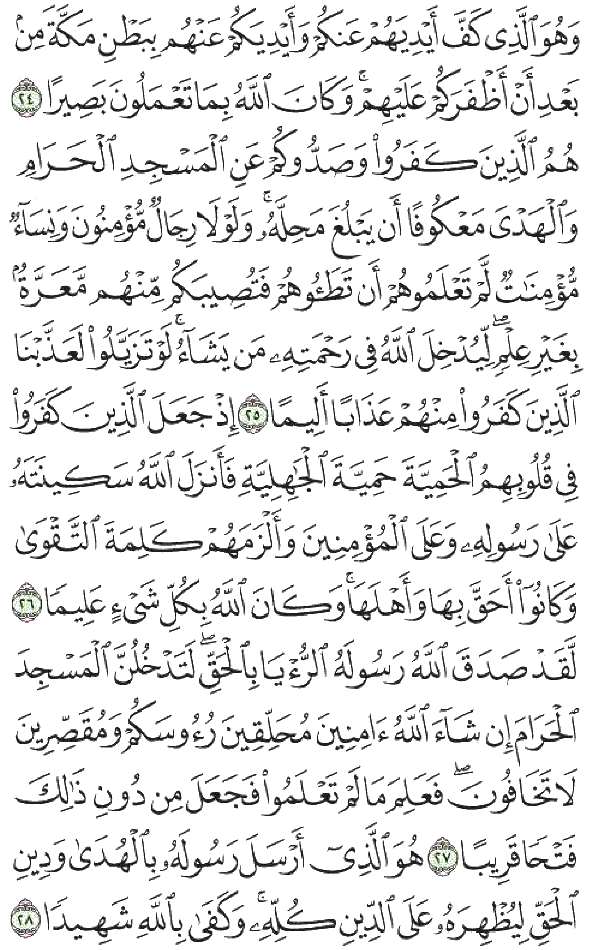 وَهُوَ ٱلَّذِى كَفَّ أَيْدِيَهُمْ عَنكُمْ وَأَيْدِيَكُمْ عَنْهُم بِبَطْنِ مَكَّةَ مِنۢ
بَعْدِ أَنْ أَظْفَرَكُمْ عَلَيْهِمْ ۚ وَكَانَ ٱللَّهُ بِمَا تَعْمَلُونَ بَصِيرًا ٢٤
هُمُ ٱلَّذِينَ كَفَرُوا۟ وَصَدُّوكُمْ عَنِ ٱلْمَسْجِدِ ٱلْحَرَامِ
وَٱلْهَدْىَ مَعْكُوفًا أَن يَبْلُغَ مَحِلَّهُۥ ۚ وَلَوْلَا رِجَالٌ مُّؤْمِنُونَ وَنِسَآءٌ
مُّؤْمِنَٰتٌ لَّمْ تَعْلَمُوهُمْ أَن تَطَـُٔوهُمْ فَتُصِيبَكُم مِّنْهُم مَّعَرَّةٌۢ
بِغَيْرِ عِلْمٍ ۖ لِّيُدْخِلَ ٱللَّهُ فِى رَحْمَتِهِۦ مَن يَشَآءُ ۚ لَوْ تَزَيَّلُوا۟ لَعَذَّبْنَا
ٱلَّذِينَ كَفَرُوا۟ مِنْهُمْ عَذَابًا أَلِيمًا ٢٥ إِذْ جَعَلَ ٱلَّذِينَ كَفَرُوا۟
فِى قُلُوبِهِمُ ٱلْحَمِيَّةَ حَمِيَّةَ ٱلْجَٰهِلِيَّةِ فَأَنزَلَ ٱللَّهُ سَكِينَتَهُۥ
عَلَىٰ رَسُولِهِۦ وَعَلَى ٱلْمُؤْمِنِينَ وَأَلْزَمَهُمْ كَلِمَةَ ٱلتَّقْوَىٰ
وَكَانُوٓا۟ أَحَقَّ بِهَا وَأَهْلَهَا ۚ وَكَانَ ٱللَّهُ بِكُلِّ شَىْءٍ عَلِيمًا ٢٦
لَّقَدْ صَدَقَ ٱللَّهُ رَسُولَهُ ٱلرُّءْيَا بِٱلْحَقِّ ۖ لَتَدْخُلُنَّ ٱلْمَسْجِدَ
ٱلْحَرَامَ إِن شَآءَ ٱللَّهُ ءَامِنِينَ مُحَلِّقِينَ رُءُوسَكُمْ وَمُقَصِّرِينَ
لَا تَخَافُونَ ۖ فَعَلِمَ مَا لَمْ تَعْلَمُوا۟ فَجَعَلَ مِن دُونِ ذَٰلِكَ
فَتْحًا قَرِيبًا ٢٧ هُوَ ٱلَّذِىٓ أَرْسَلَ رَسُولَهُۥ بِٱلْهُدَىٰ وَدِينِ
ٱلْحَقِّ لِيُظْهِرَهُۥ عَلَى ٱلدِّينِ كُلِّهِۦ ۚ وَكَفَىٰ بِٱللَّهِ شَهِيدًا ٢٨